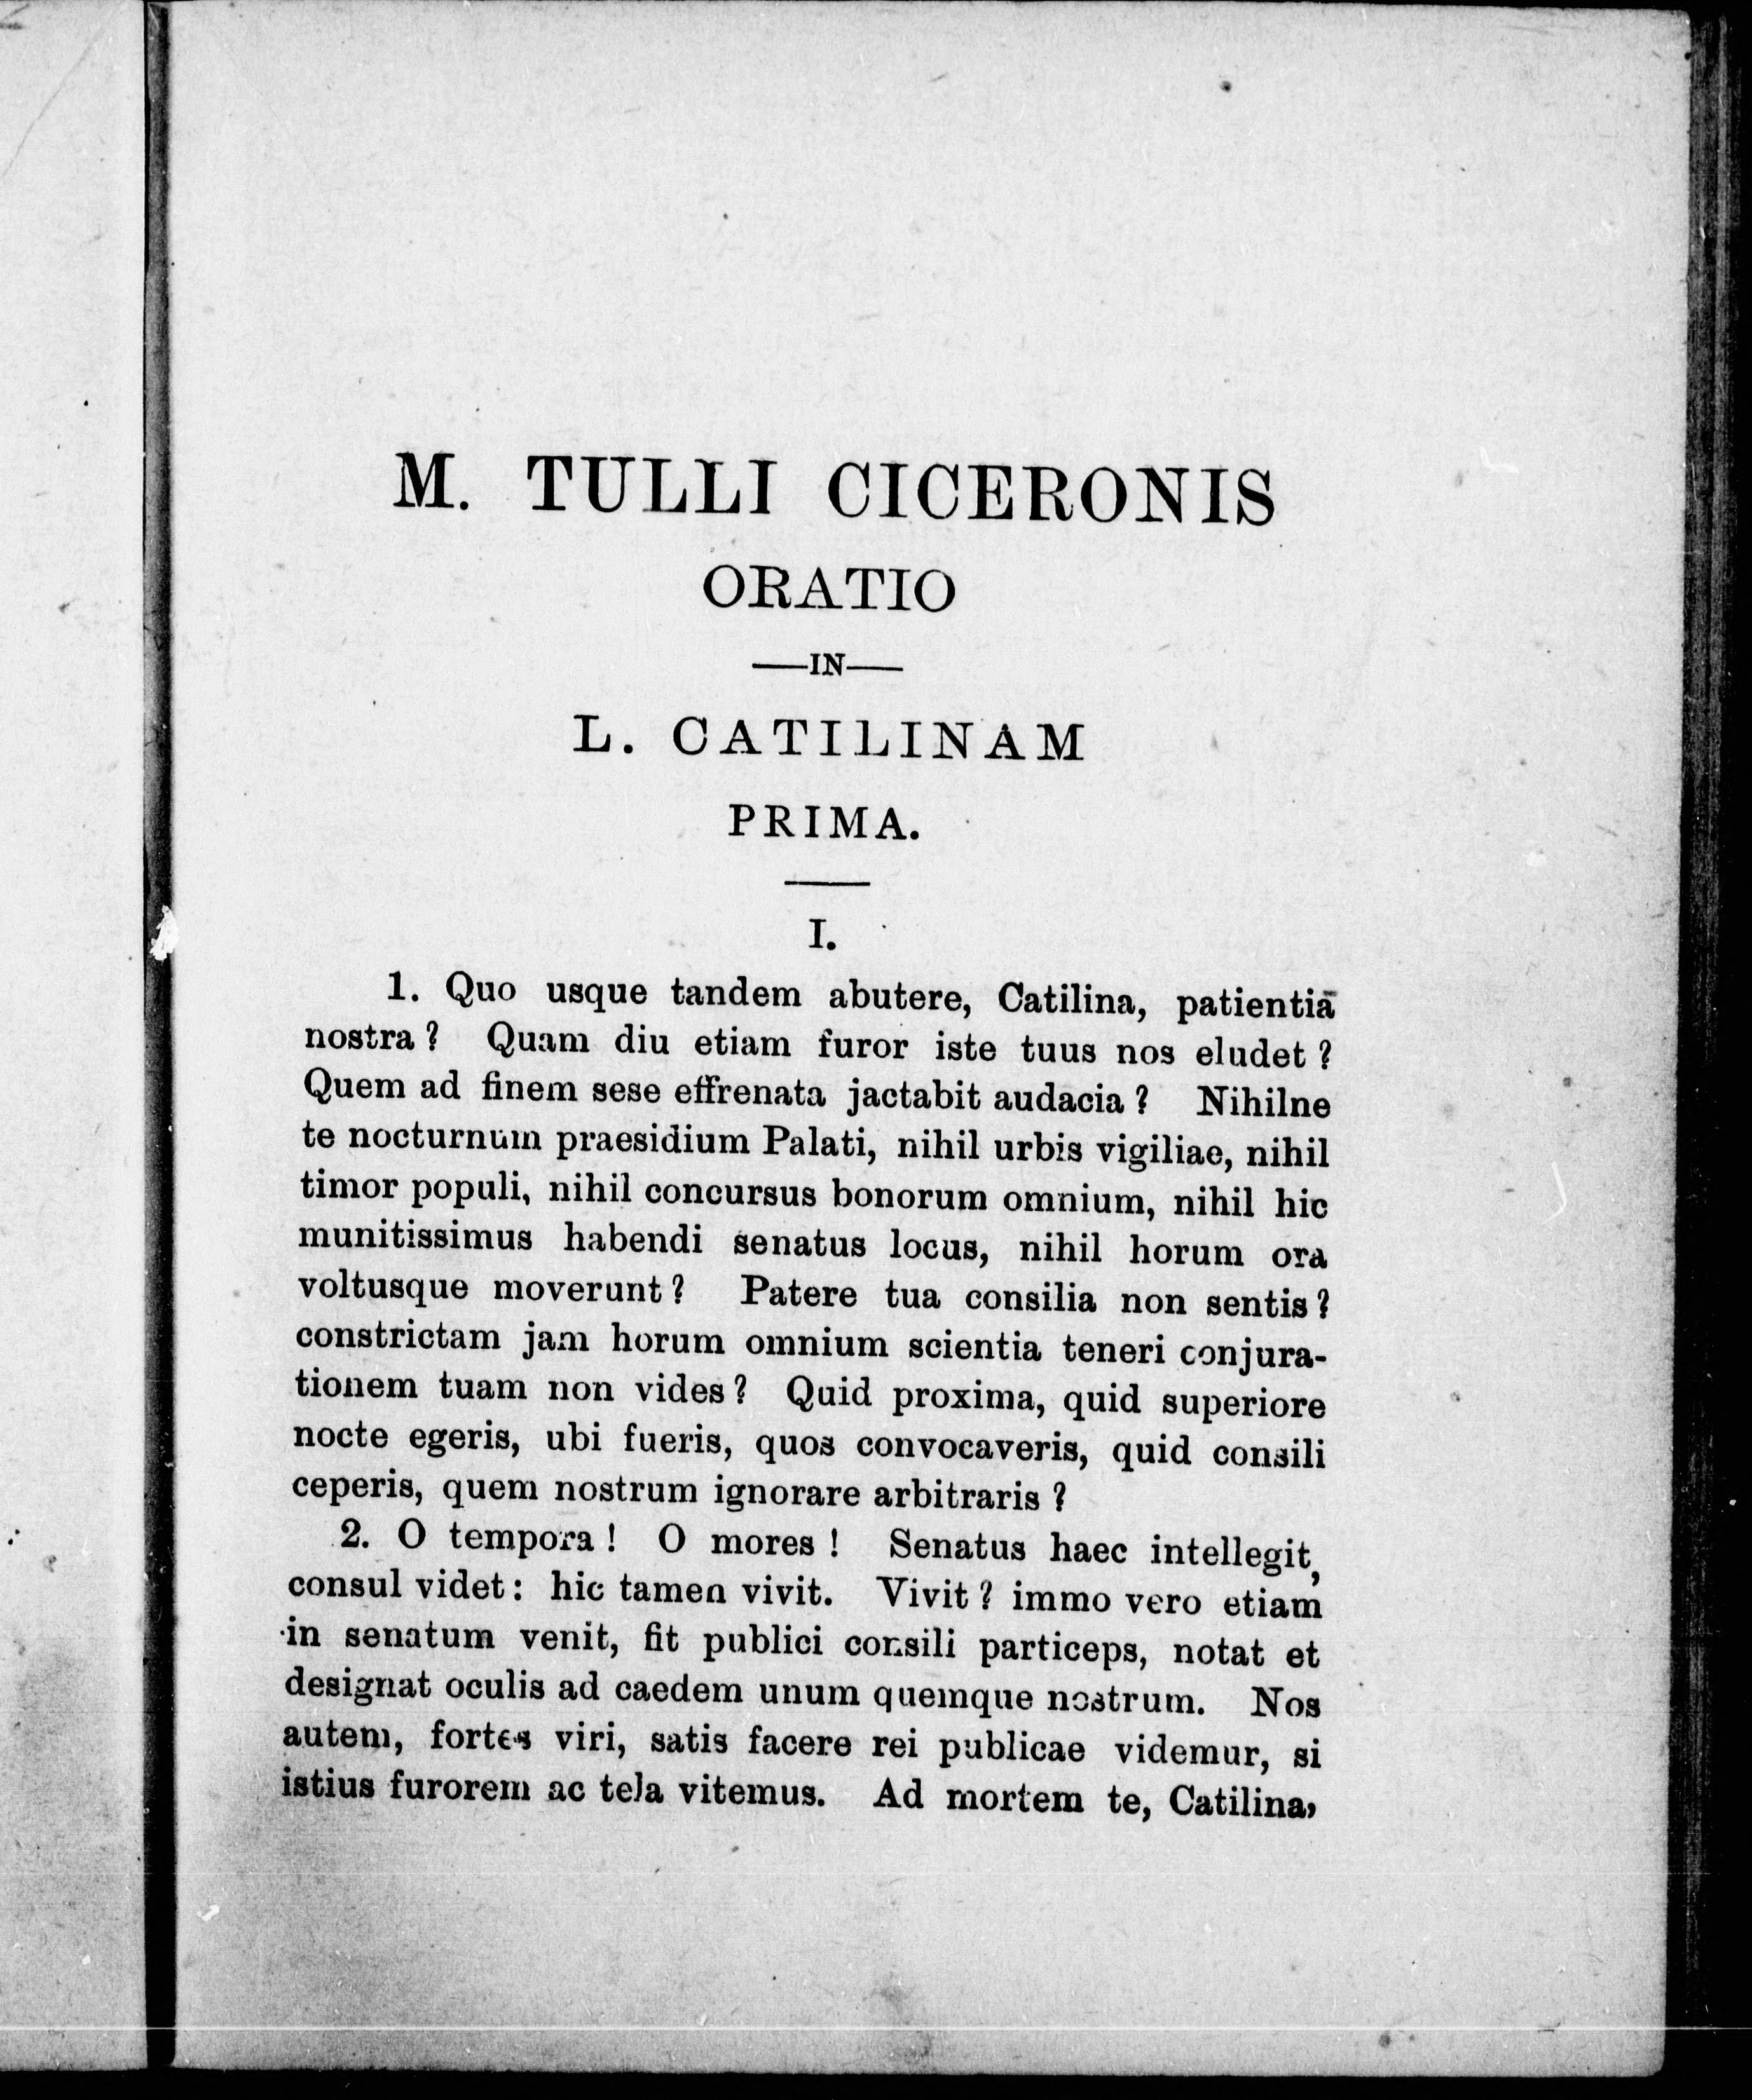 M. TULLI CICERONIS
ORATIO
—IN—
L. CATILINAM
PRIMA.
I.
1. Quo usque tandem abutere, Catilina, patientiā
nostra? Quam diu etiam furor iste tuus nos eludet?
Quem ad finem sese effrenata jactabit audacia? Nihilne
te nocturnum praesidium Palati, nihil urbis vigiliae, nihil
timor populi, nihil concursus bonorum omnium, nihil hic
munitissimus habendi senatus locus, nihil horum ora
voltusque moverunt? Patere tua consilia non sentis?
constrictam jam horum omnium scientia teneri conjura-
tionem tuam non vides? Quid proxima, quid superiore
nocte egeris, ubi fueris, quos convocaveris, quid consili
ceperis, quem nostrum ignorare arbitraris?
2. O tempora! O mores! Senatus haec intellegit,
consul videt: hic tamen vivit. Vivit? immo vero etiam
in senatum venit, fit publici consili particeps, notat et
designat oculis ad caedem unum quemque nostrum. Nos
autem, fortes viri, satis facere rei publicae videmur, si
istius furorem ac tela vitemus. Ad mortem te, Catilina,